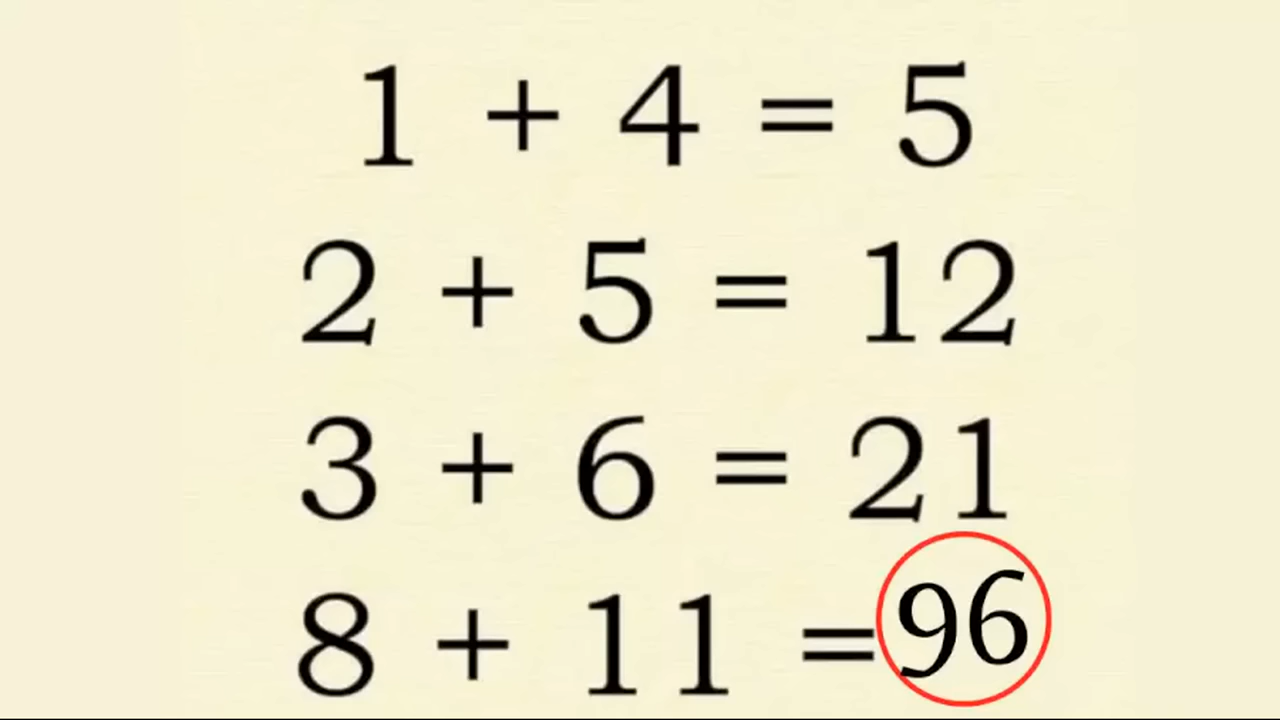 1 + 4 = 5
2 + 5 = 12
3 + 6 = 21
8 + 11 = 96